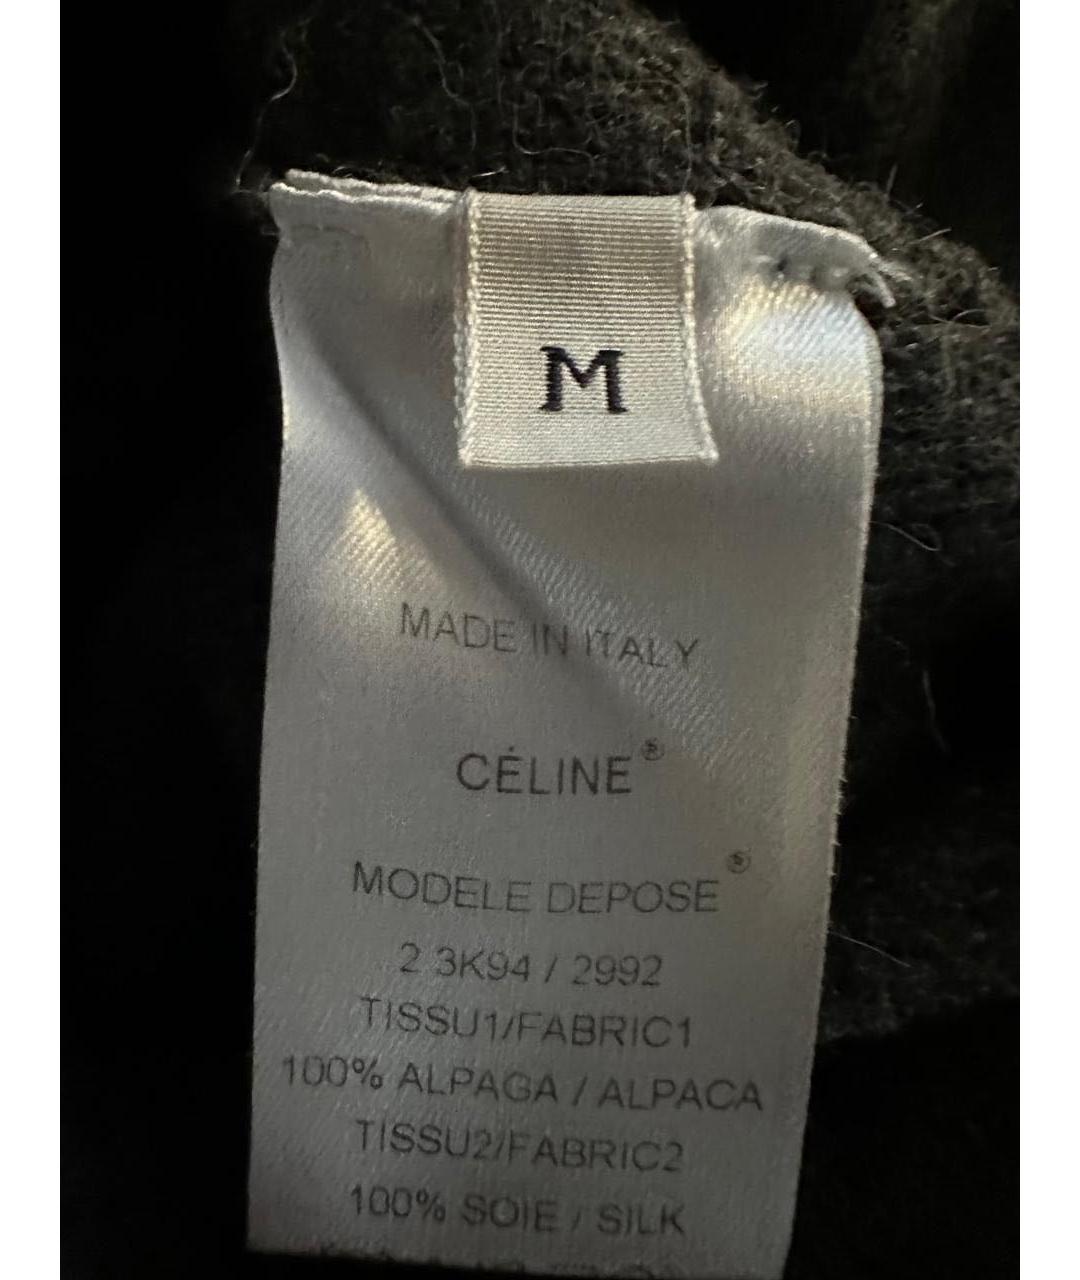 M
MADE IN ITALY
CÉLINE®
MODELE DEPOSE®
2 3K94 / 2992
TISSU1/FABRIC1
100% ALPAGA / ALPACA
TISSU2/FABRIC2
100% SOIE / SILK